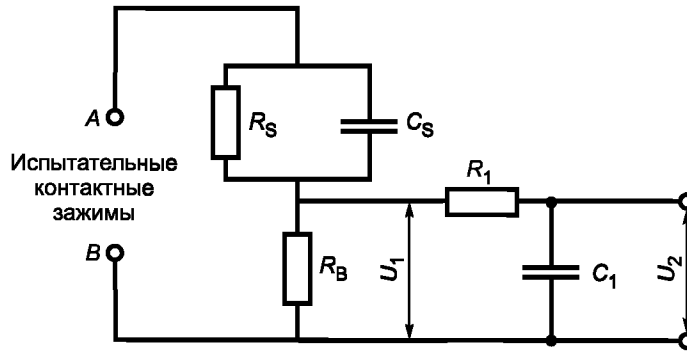 A
Испытательные
контактные
зажимы
B
R_S
C_S
R_B
U_1
R_1
C_1
U_2